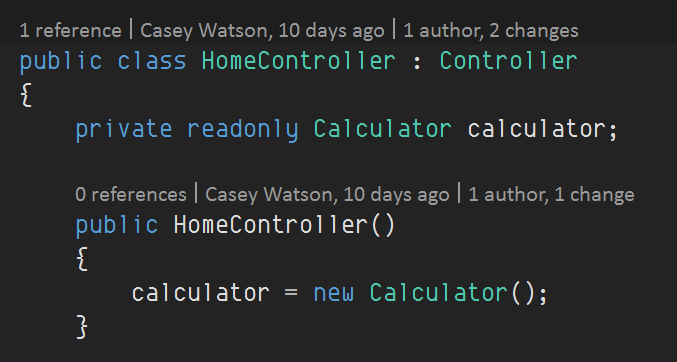 1 reference | Casey Watson, 10 days ago | 1 author, 2 changes
public class HomeController : Controller
{
    private readonly Calculator calculator;
    0 references | Casey Watson, 10 days ago | 1 author, 1 change
    public HomeController()
    {
        calculator = new Calculator();
    }